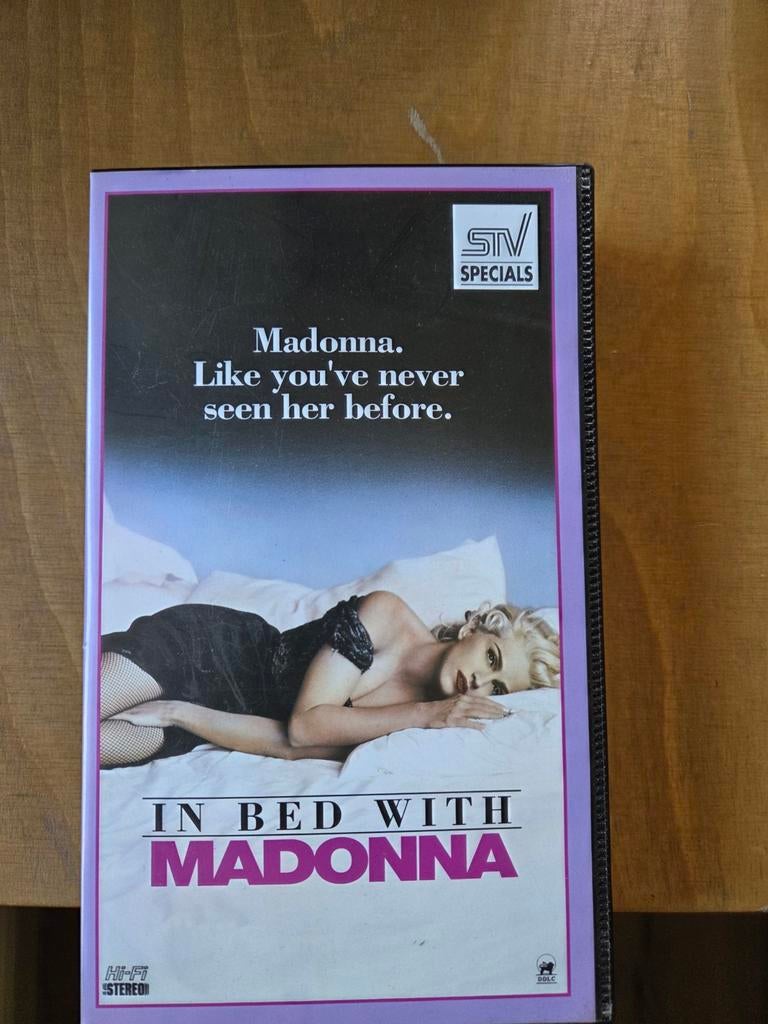 STV
SPECIALS
Madonna.
Like you've never
seen her before.
IN BED WITH
MADONNA
Hi-Fi
STEREO
DDLC